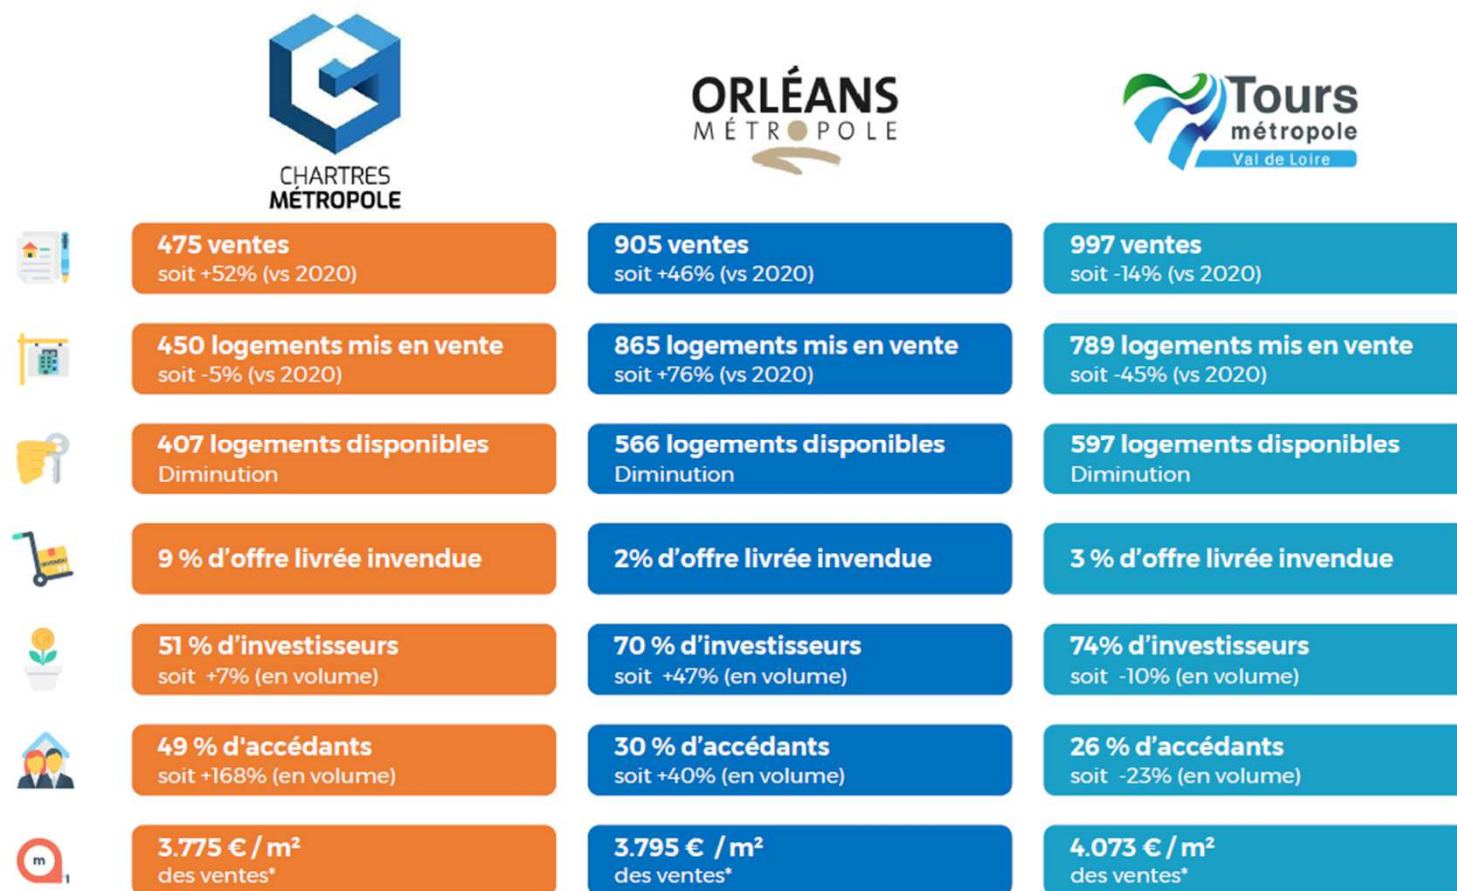 CHARTRES
MÉTROPOLE
ORLÉANS
MÉTROPOLE
Tours
métropole
Val de Loire
475 ventes
soit +52% (vs 2020)
905 ventes
soit +46% (vs 2020)
997 ventes
soit -14% (vs 2020)
450 logements mis en vente
soit -5% (vs 2020)
865 logements mis en vente
soit +76% (vs 2020)
789 logements mis en vente
soit -45% (vs 2020)
407 logements disponibles
Diminution
566 logements disponibles
Diminution
597 logements disponibles
Diminution
INVENDU
9 % d'offre livrée invendue
2% d'offre livrée invendue
3 % d'offre livrée invendue
51 % d'investisseurs
soit +7% (en volume)
70 % d'investisseurs
soit +47% (en volume)
74% d'investisseurs
soit -10% (en volume)
49 % d'accédants
soit +168% (en volume)
30 % d'accédants
soit +40% (en volume)
26 % d'accédants
soit -23% (en volume)
m
3.775 € / m²
des ventes*
3.795 € / m²
des ventes*
4.073 € / m²
des ventes*